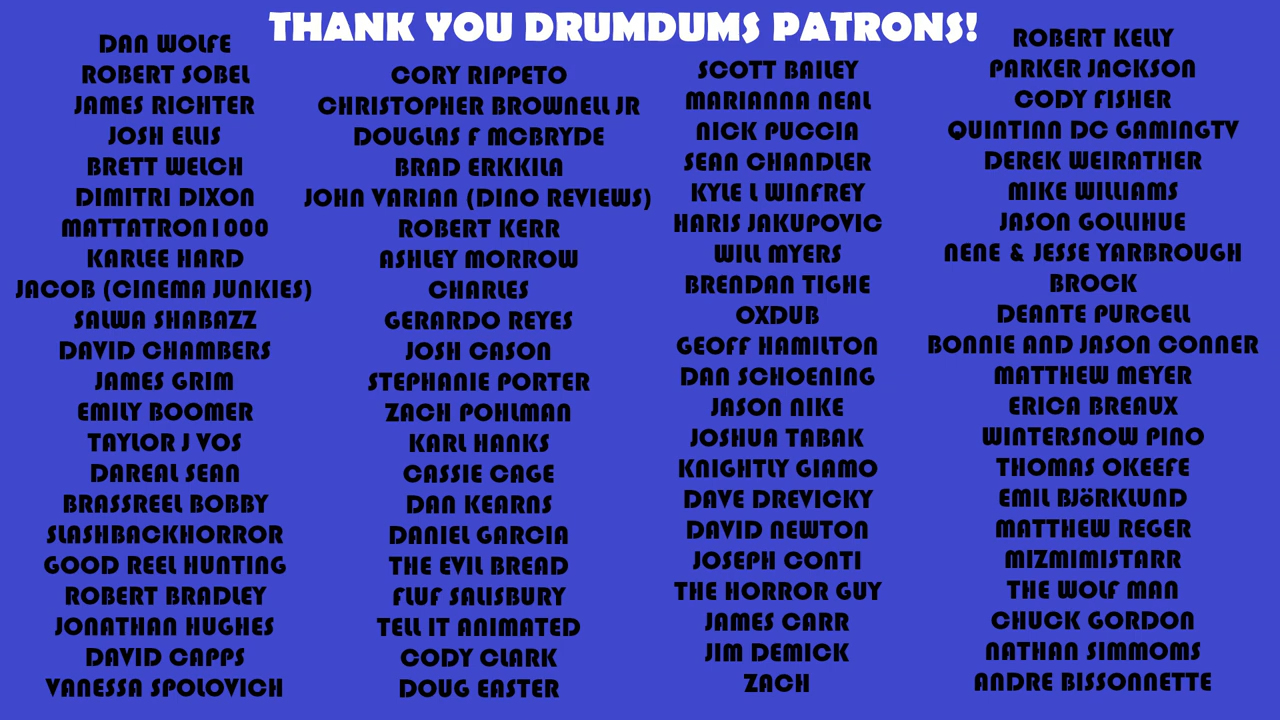 THANK YOU DRUMDUMS PATRONS!
DAN WOLFE
ROBERT SOBEL
JAMES RICHTER
JOSH ELLIS
BRETT WELCH
DIMITRI DIXON
MATTATRON1000
KARLEE HARD
JACOB (CINEMA JUNKIES)
SALWA SHABAZZ
DAVID CHAMBERS
JAMES GRIM
EMILY BOOMER
TAYLOR J VOS
DAREAL SEAN
BRASSREEL BOBBY
SLASHBACKHORROR
GOOD REEL HUNTING
ROBERT BRADLEY
JONATHAN HUGHES
DAVID CAPPS
VANESSA SPOLOVICH
CORY RIPPETO
CHRISTOPHER BROWNELL JR
DOUGLAS F MCBRYDE
BRAD ERKKILA
JOHN VARIAN (DINO REVIEWS)
ROBERT KERR
ASHLEY MORROW
CHARLES
GERARDO REYES
JOSH CASON
STEPHANIE PORTER
ZACH POHLMAN
KARL HANKS
CASSIE CAGE
DAN KEARNS
DANIEL GARCIA
THE EVIL BREAD
FLUF SALISBURY
TELL IT ANIMATED
CODY CLARK
DOUG EASTER
SCOTT BAILEY
MARIANNA NEAL
NICK PUCCIA
SEAN CHANDLER
KYLE L WINFREY
HARIS JAKUPOVIC
WILL MYERS
BRENDAN TIGHE
OXDUB
GEOFF HAMILTON
DAN SCHOENING
JASON NIKE
JOSHUA TABAK
KNIGHTLY GIAMO
DAVE DREVICKY
DAVID NEWTON
JOSEPH CONTI
THE HORROR GUY
JAMES CARR
JIM DEMICK
ZACH
ROBERT KELLY
PARKER JACKSON
CODY FISHER
QUINTINN DC GAMINGTV
DEREK WEIRATHER
MIKE WILLIAMS
JASON GOLLIHUE
NENE & JESSE YARBROUGH
BROCK
DEANTE PURCELL
BONNIE AND JASON CONNER
MATTHEW MEYER
ERICA BREAUX
WINTERSNOW PINO
THOMAS OKEEFE
EMIL BJöRKLUND
MATTHEW REGER
MIZMIMISTARR
THE WOLF MAN
CHUCK GORDON
NATHAN SIMMOMS
ANDRE BISSONNETTE